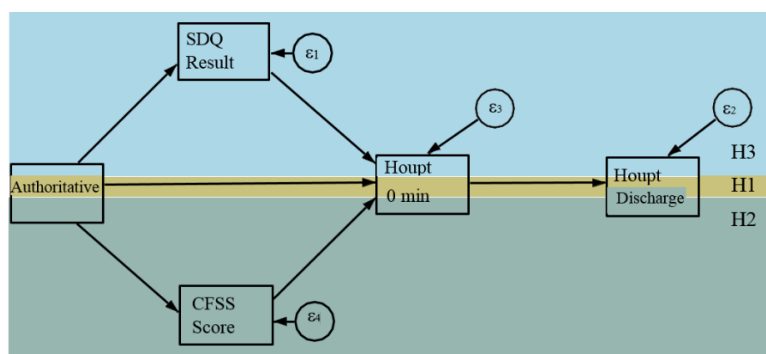 SDQ
Result
ε1
ε3
ε2
H3
Authoritative
Houpt
0 min
Houpt
Discharge
H1
H2
CFSS
Score
ε4